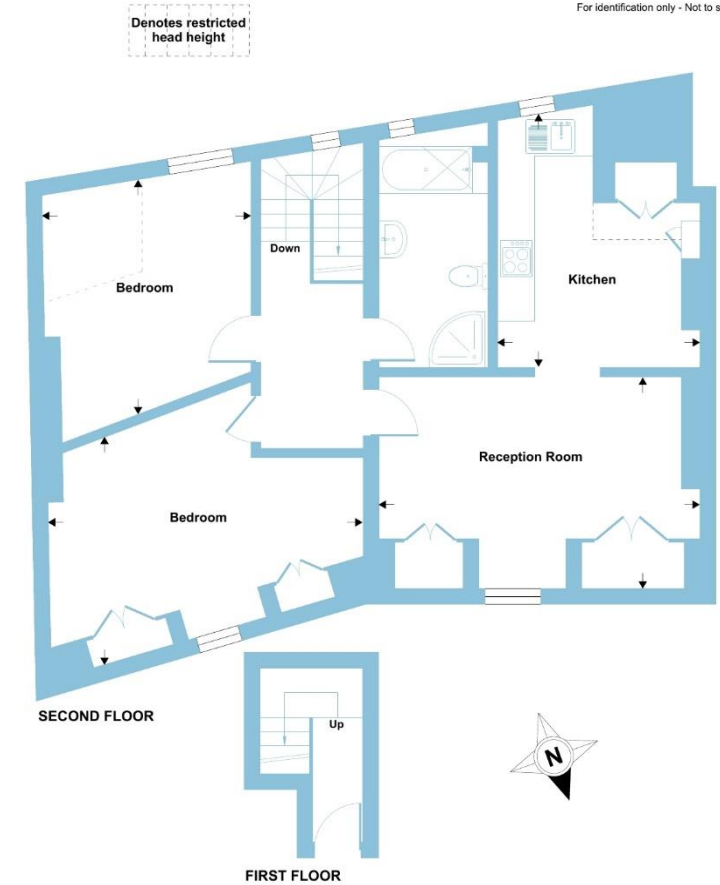 For identification only - Not to s
Denotes restricted
head height
Down
Bedroom
Kitchen
Reception Room
Bedroom
SECOND FLOOR
Up
N
FIRST FLOOR